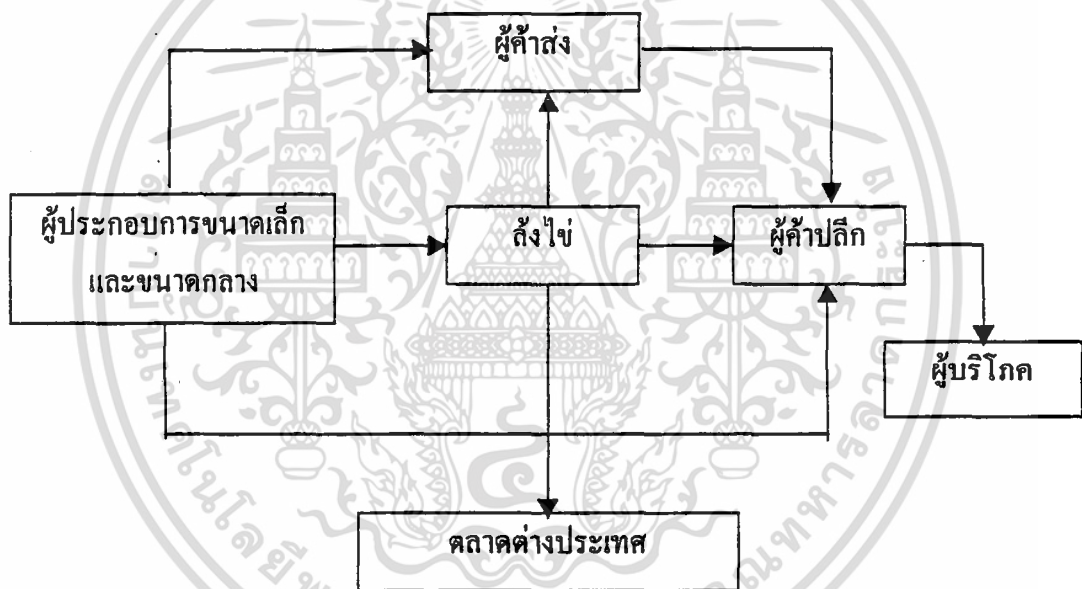 ผู้ค้าส่ง
ผู้ประกอบการขนาดเล็ก
และขนาดกลาง
ล้งไข่
ผู้ค้าปลีก
ผู้บริโภค
ตลาดต่างประเทศ